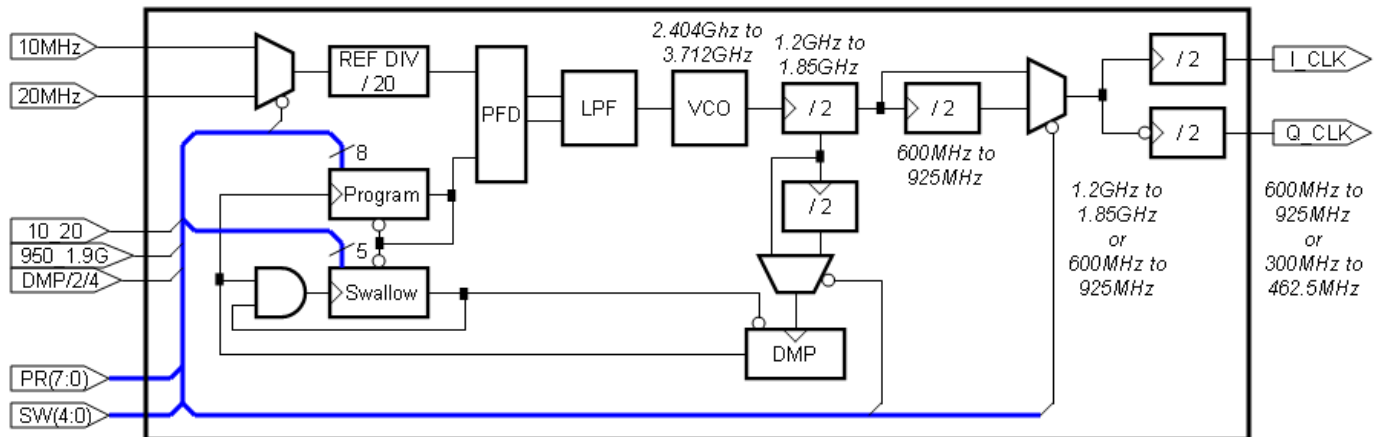 10MHz
20MHz
10_20
950_1.9G
DMP/2/4
PR(7:0)
SW(4:0)
REF DIV
/ 20
PFD
LPF
2.404Ghz to
3.712GHz
VCO
1.2GHz to
1.85GHz
/ 2
/ 2
600MHz to
925MHz
/ 2
I_CLK
/ 2
Q_CLK
8
Program
5
Swallow
/ 2
DMP
1.2GHz to
1.85GHz
or
600MHz to
925MHz
600MHz to
925MHz
or
300MHz to
462.5MHz